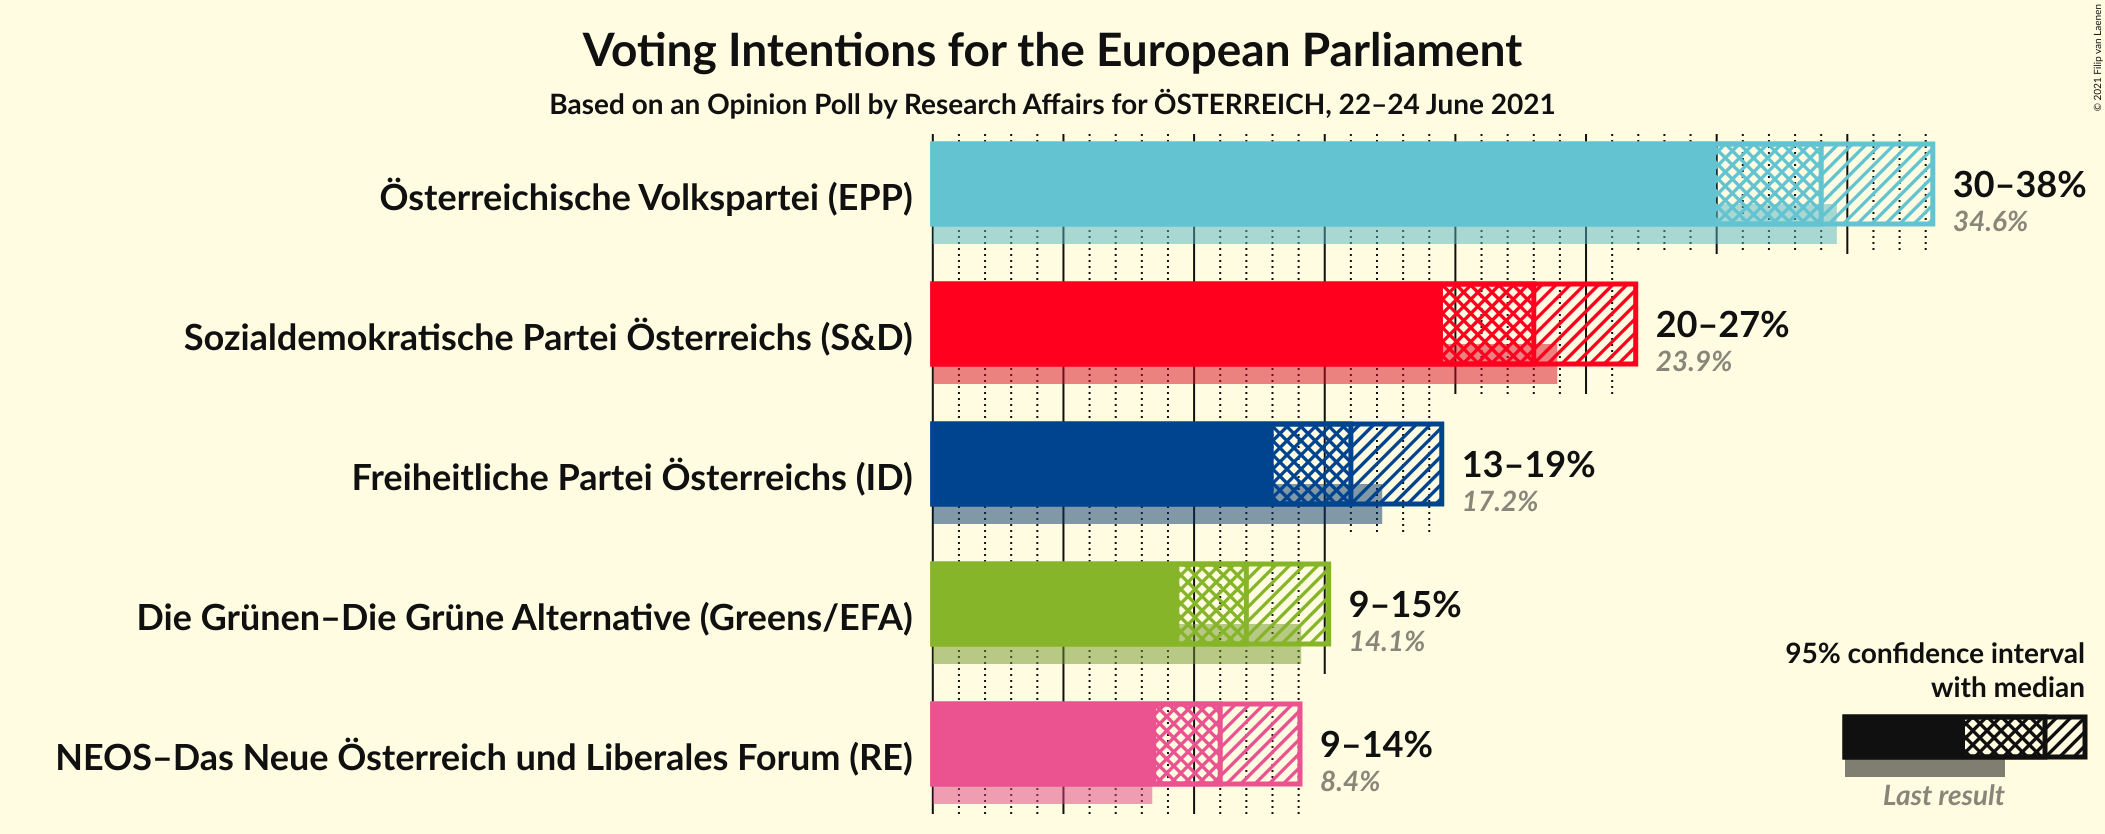 Voting Intentions for the European Parliament
Based on an Opinion Poll by Research Affairs for ÖSTERREICH, 22–24 June 2021
© 2021 Filip van Laenen
Österreichische Volkspartei (EPP)
30–38%
34.6%
Sozialdemokratische Partei Österreichs (S&D)
20–27%
23.9%
Freiheitliche Partei Österreichs (ID)
13–19%
17.2%
Die Grünen–Die Grüne Alternative (Greens/EFA)
9–15%
14.1%
NEOS–Das Neue Österreich und Liberales Forum (RE)
9–14%
8.4%
95% confidence interval
with median
Last result